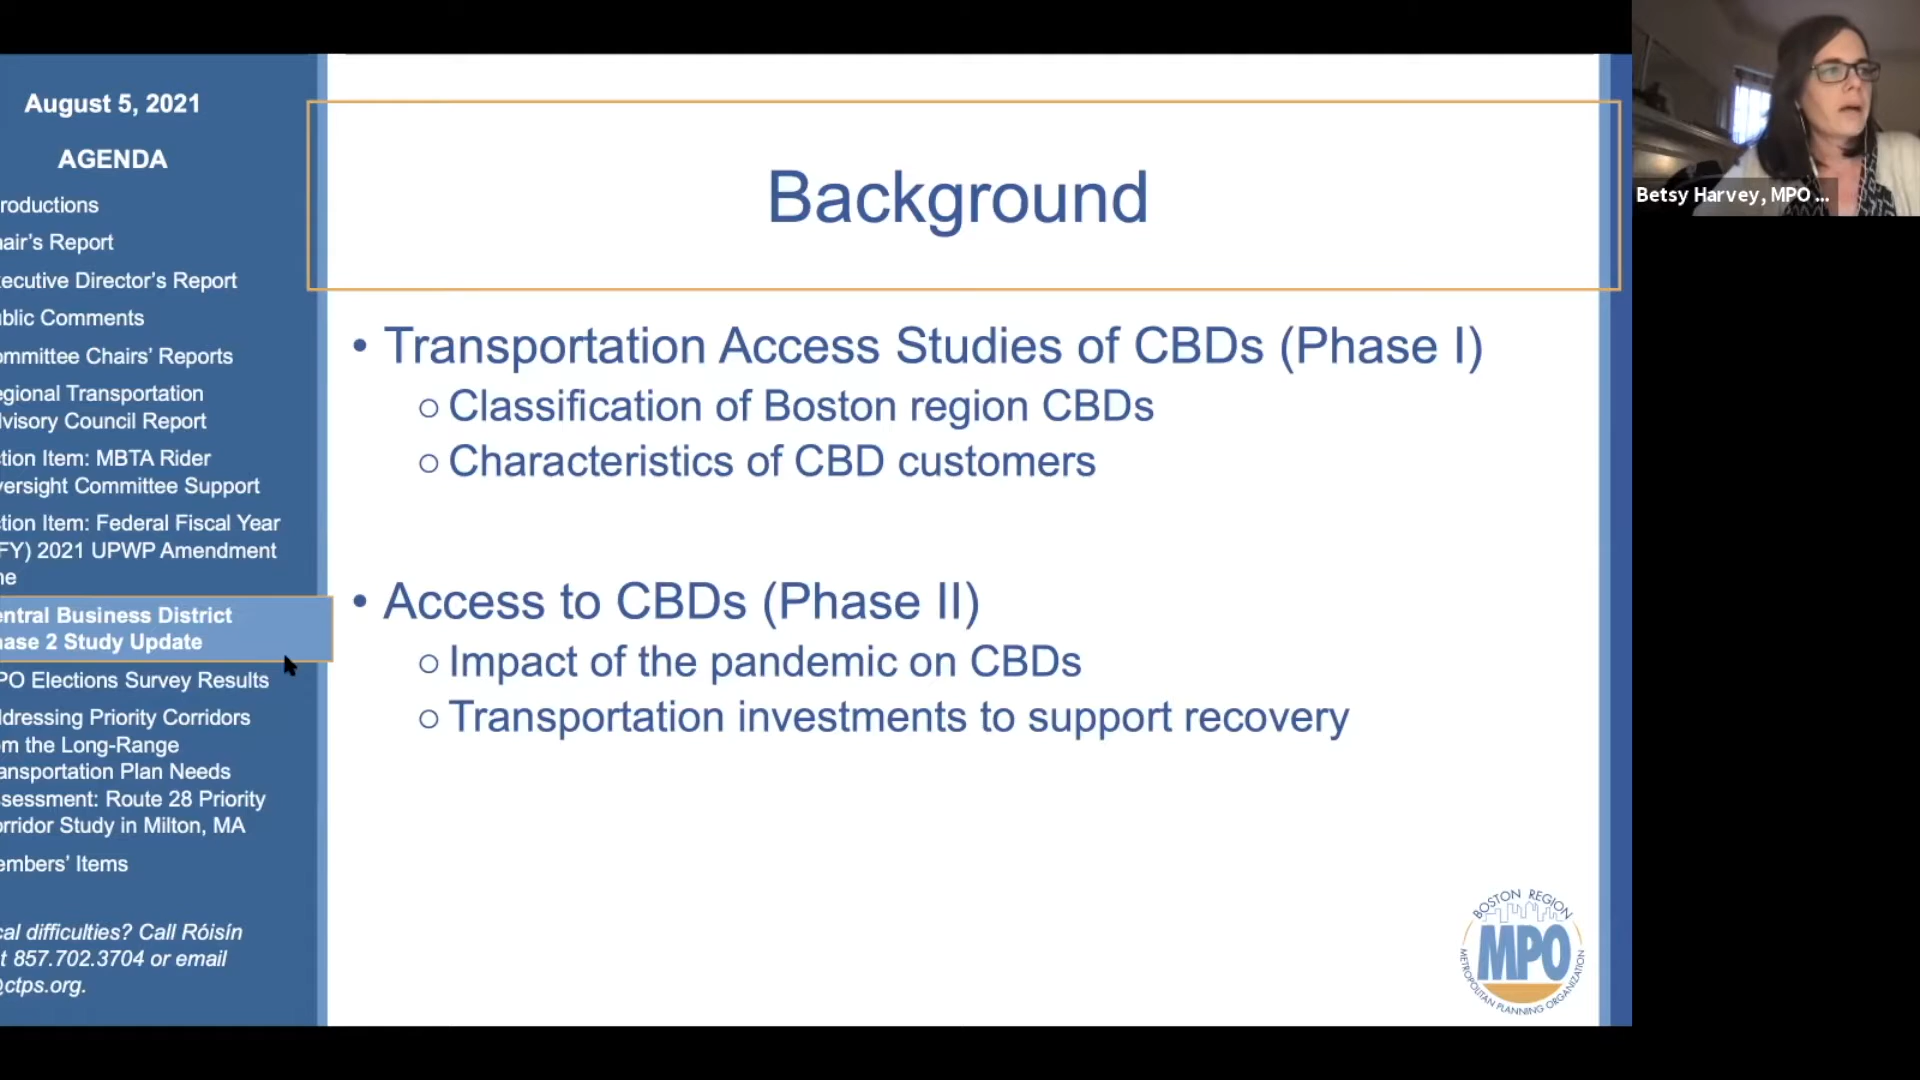 August 5, 2021
AGENDA
roductions
air's Report
ecutive Director's Report
blic Comments
ommittee Chairs' Reports
egional Transportation
visory Council Report
tion Item: MBTA Rider
versight Committee Support
tion Item: Federal Fiscal Year
FY) 2021 UPWP Amendment
ne
entral Business District
ase 2 Study Update
PO Elections Survey Results
dressing Priority Corridors
om the Long-Range
ansportation Plan Needs
sessment: Route 28 Priority
orridor Study in Milton, MA
embers' Items
cal difficulties? Call Róisín
t 857.702.3704 or email
@ctps.org.
Background
• Transportation Access Studies of CBDs (Phase I)
○ Classification of Boston region CBDs
○ Characteristics of CBD customers
• Access to CBDs (Phase II)
○ Impact of the pandemic on CBDs
○ Transportation investments to support recovery
BOSTON REGION
MPO
METROPOLITAN PLANNING ORGANIZATION
Betsy Harvey, MPO ...